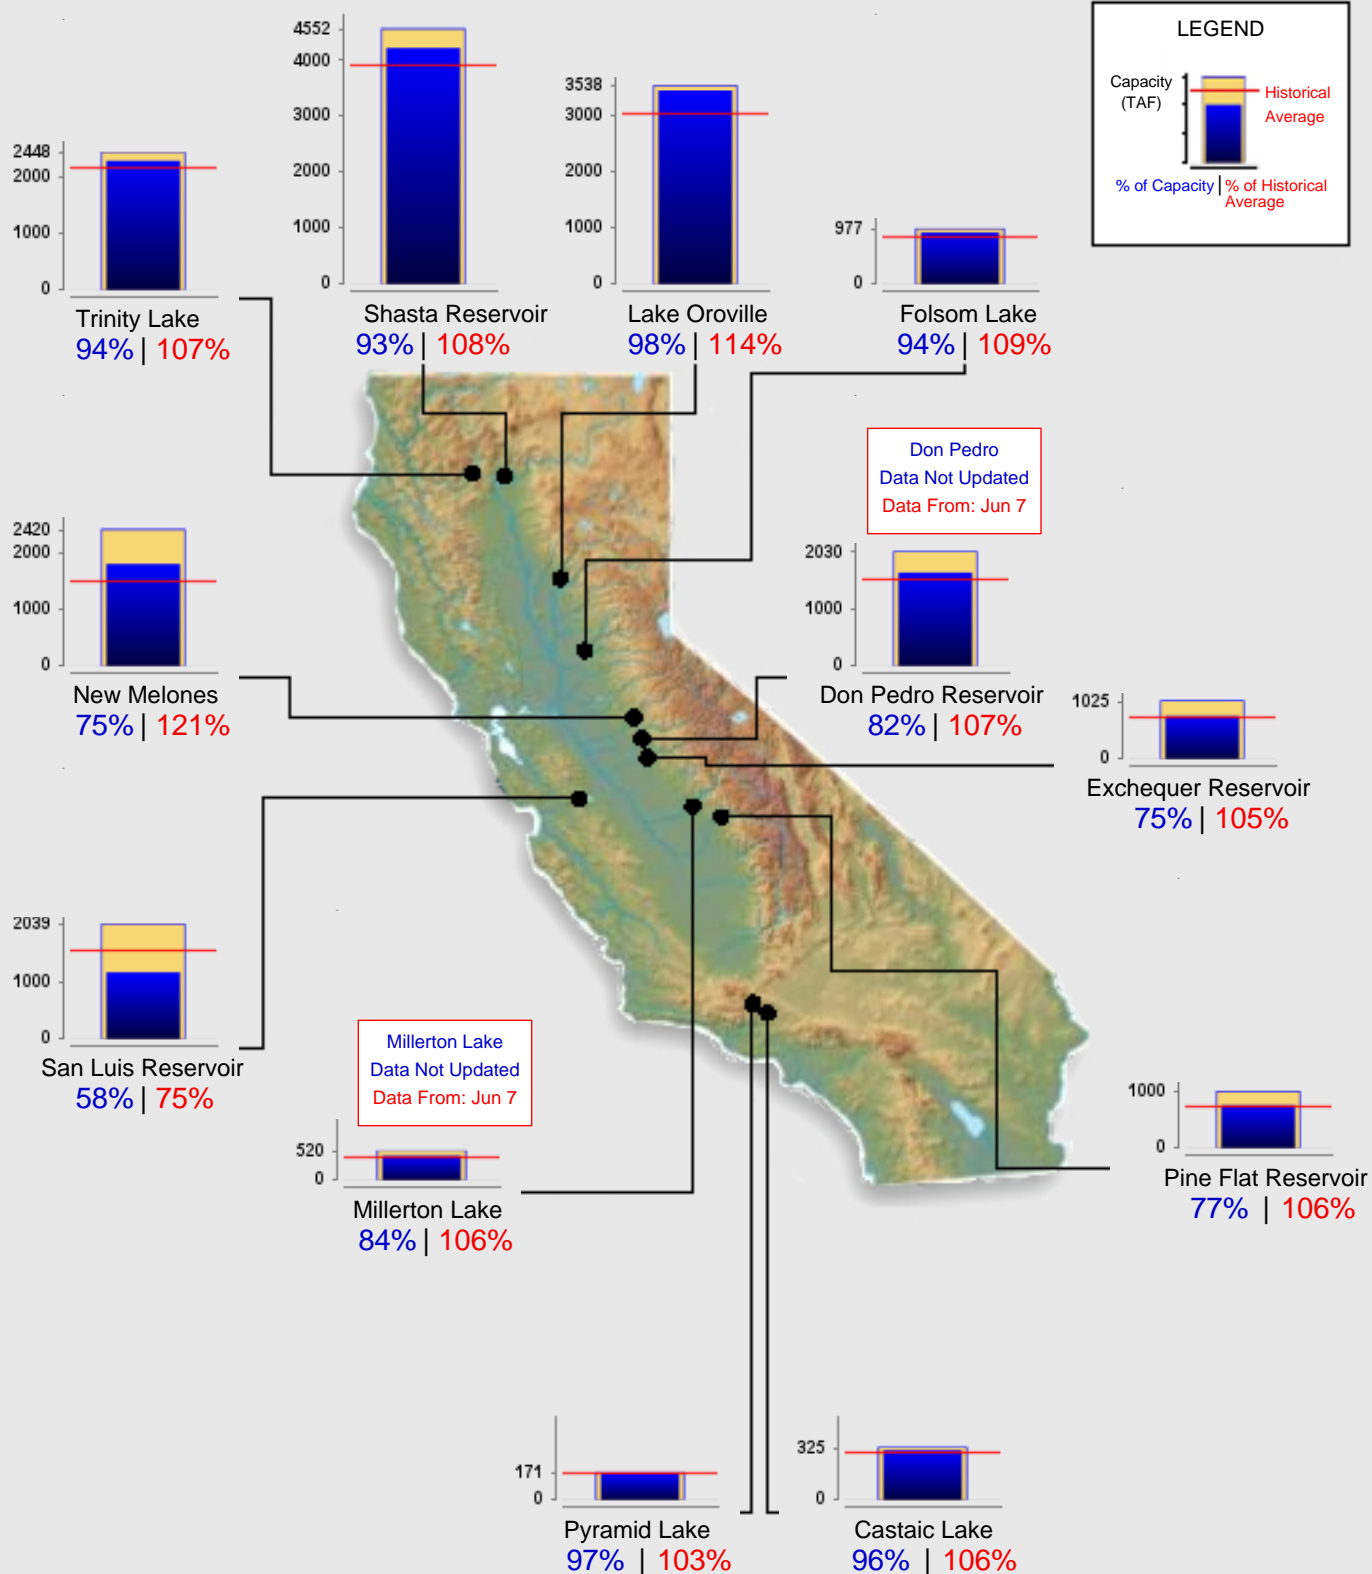 4552
4000
3000
2000
1000
0
Shasta Reservoir
93% | 108%
3538
3000
2000
1000
0
Lake Oroville
98% | 114%
LEGEND
Capacity
(TAF)
Historical
Average
% of Capacity | % of Historical
Average
2448
2000
1000
0
Trinity Lake
94% | 107%
977
0
Folsom Lake
94% | 109%
Don Pedro
Data Not Updated
Data From: Jun 7
2420
2000
1000
0
New Melones
75% | 121%
2030
1000
0
Don Pedro Reservoir
82% | 107%
1025
0
Exchequer Reservoir
75% | 105%
2039
1000
0
San Luis Reservoir
58% | 75%
Millerton Lake
Data Not Updated
Data From: Jun 7
520
0
Millerton Lake
84% | 106%
1000
0
Pine Flat Reservoir
77% | 106%
171
0
Pyramid Lake
97% | 103%
325
0
Castaic Lake
96% | 106%